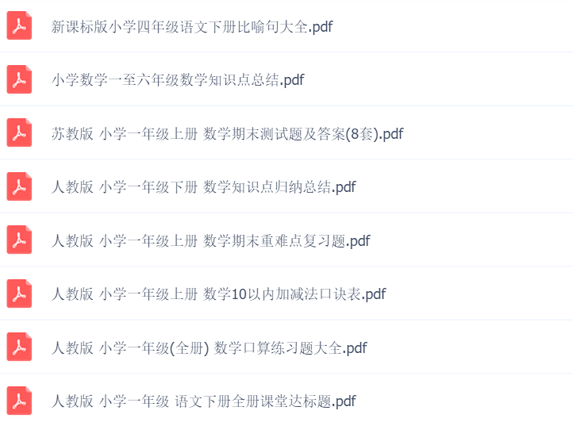 新课标版小学四年级语文下册比喻句大全.pdf
小学数学一至六年级数学知识点总结.pdf
苏教版 小学一年级上册 数学期末测试题及答案(8套).pdf
人教版 小学一年级下册 数学知识点归纳总结.pdf
人教版 小学一年级上册 数学期末重难点复习题.pdf
人教版 小学一年级上册 数学10以内加减法口诀表.pdf
人教版 小学一年级(全册) 数学口算练习题大全.pdf
人教版 小学一年级 语文下册全册课堂达标题.pdf